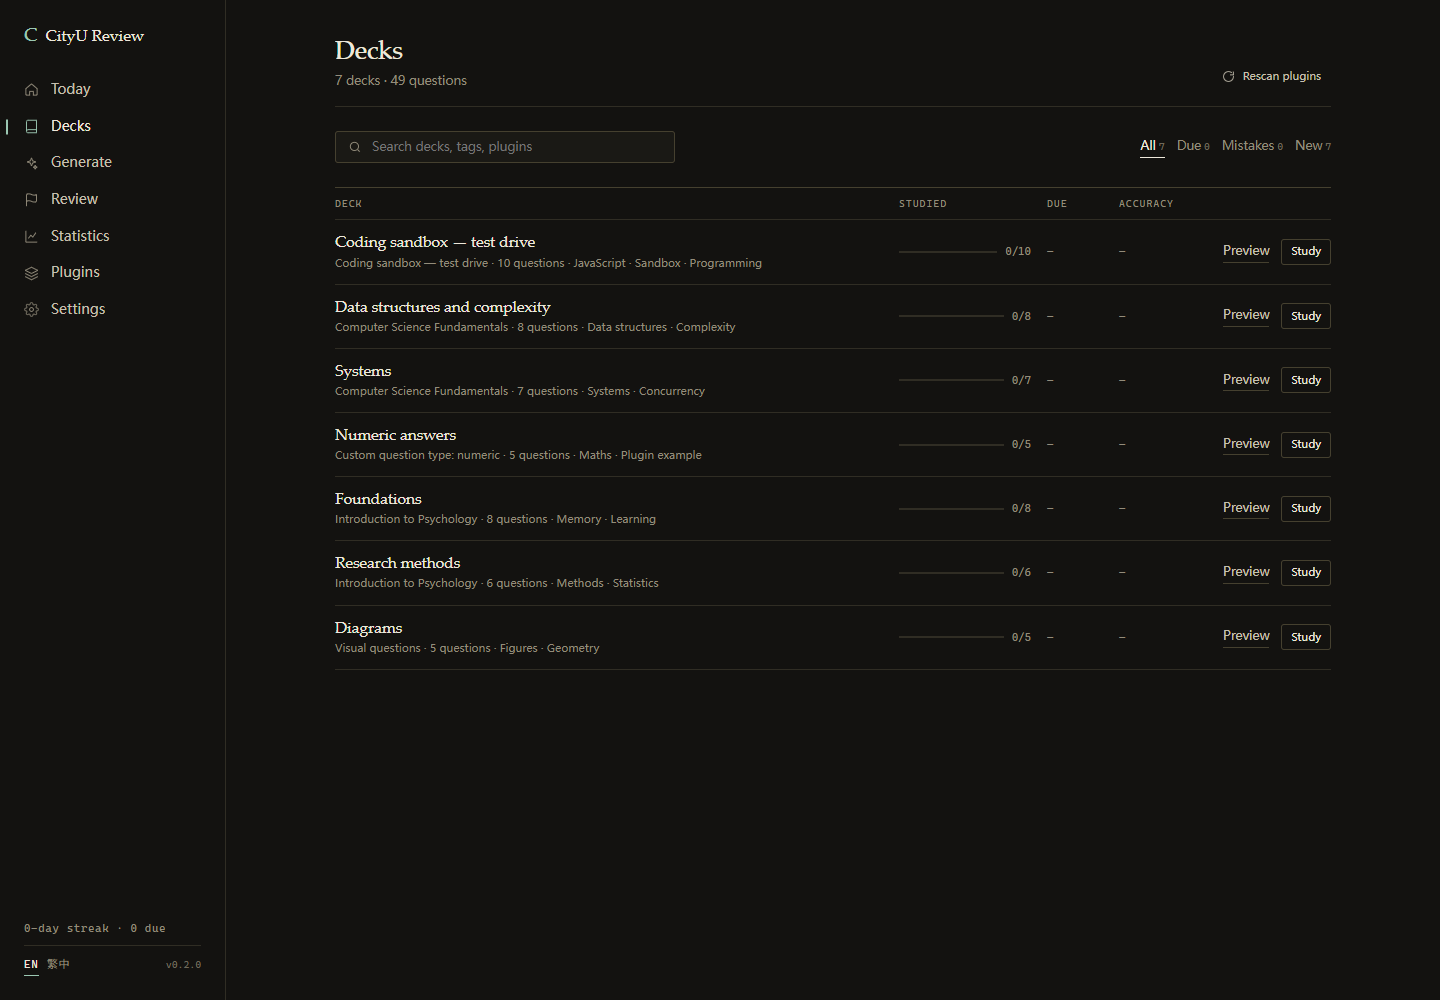 C CityU Review
Today
Decks
Generate
Review
Statistics
Plugins
Settings
0-day streak · 0 due
EN 繁中 v0.2.0
Decks
7 decks · 49 questions
Rescan plugins
Search decks, tags, plugins
All 7 Due 0 Mistakes 0 New 7
DECK STUDIED DUE ACCURACY
Coding sandbox — test drive
Coding sandbox — test drive · 10 questions · JavaScript · Sandbox · Programming
0/10 – – Preview Study
Data structures and complexity
Computer Science Fundamentals · 8 questions · Data structures · Complexity
0/8 – – Preview Study
Systems
Computer Science Fundamentals · 7 questions · Systems · Concurrency
0/7 – – Preview Study
Numeric answers
Custom question type: numeric · 5 questions · Maths · Plugin example
0/5 – – Preview Study
Foundations
Introduction to Psychology · 8 questions · Memory · Learning
0/8 – – Preview Study
Research methods
Introduction to Psychology · 6 questions · Methods · Statistics
0/6 – – Preview Study
Diagrams
Visual questions · 5 questions · Figures · Geometry
0/5 – – Preview Study